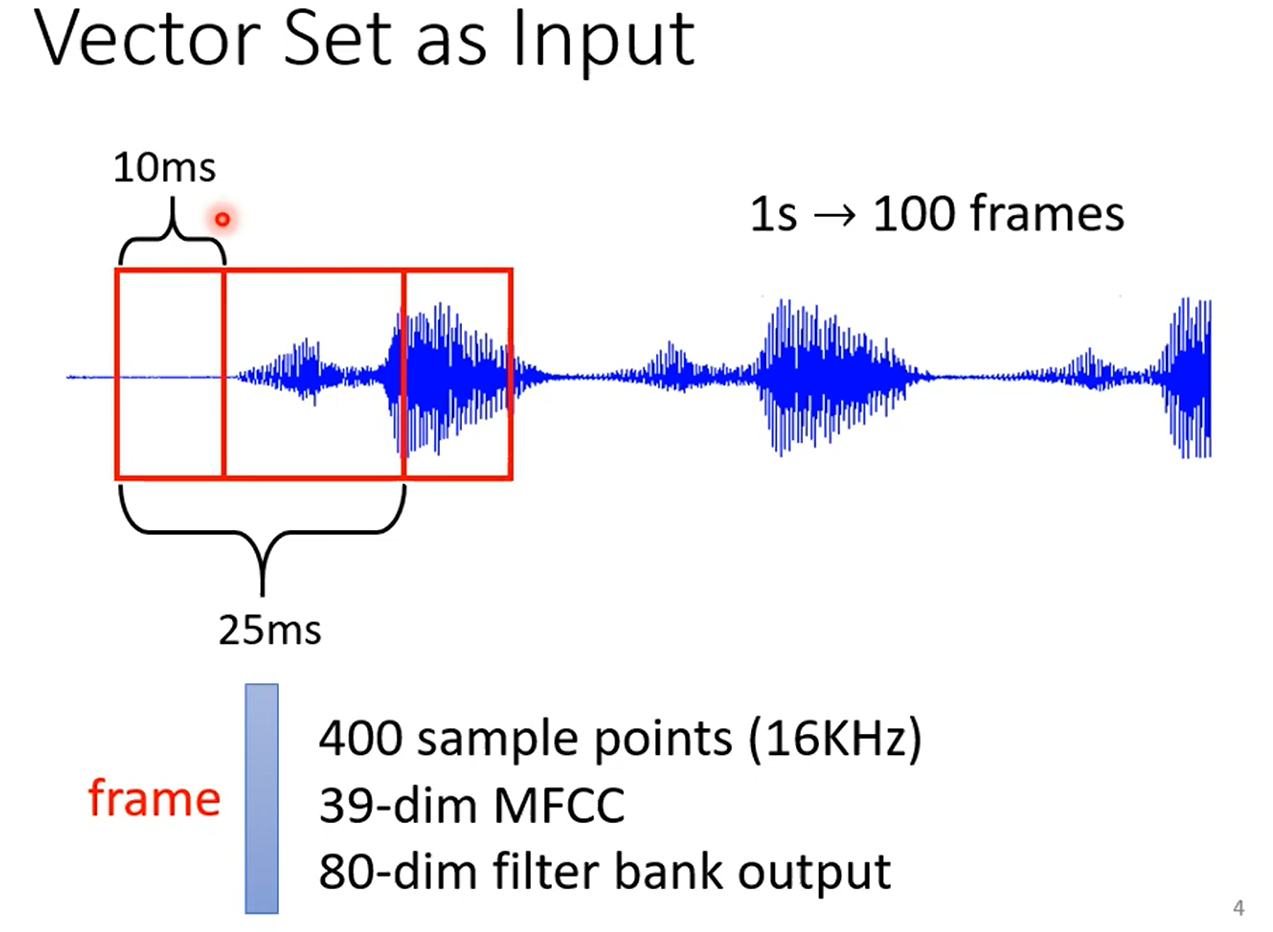 Vector Set as Input
10ms
1s → 100 frames
25ms
frame
400 sample points (16KHz)
39-dim MFCC
80-dim filter bank output
4